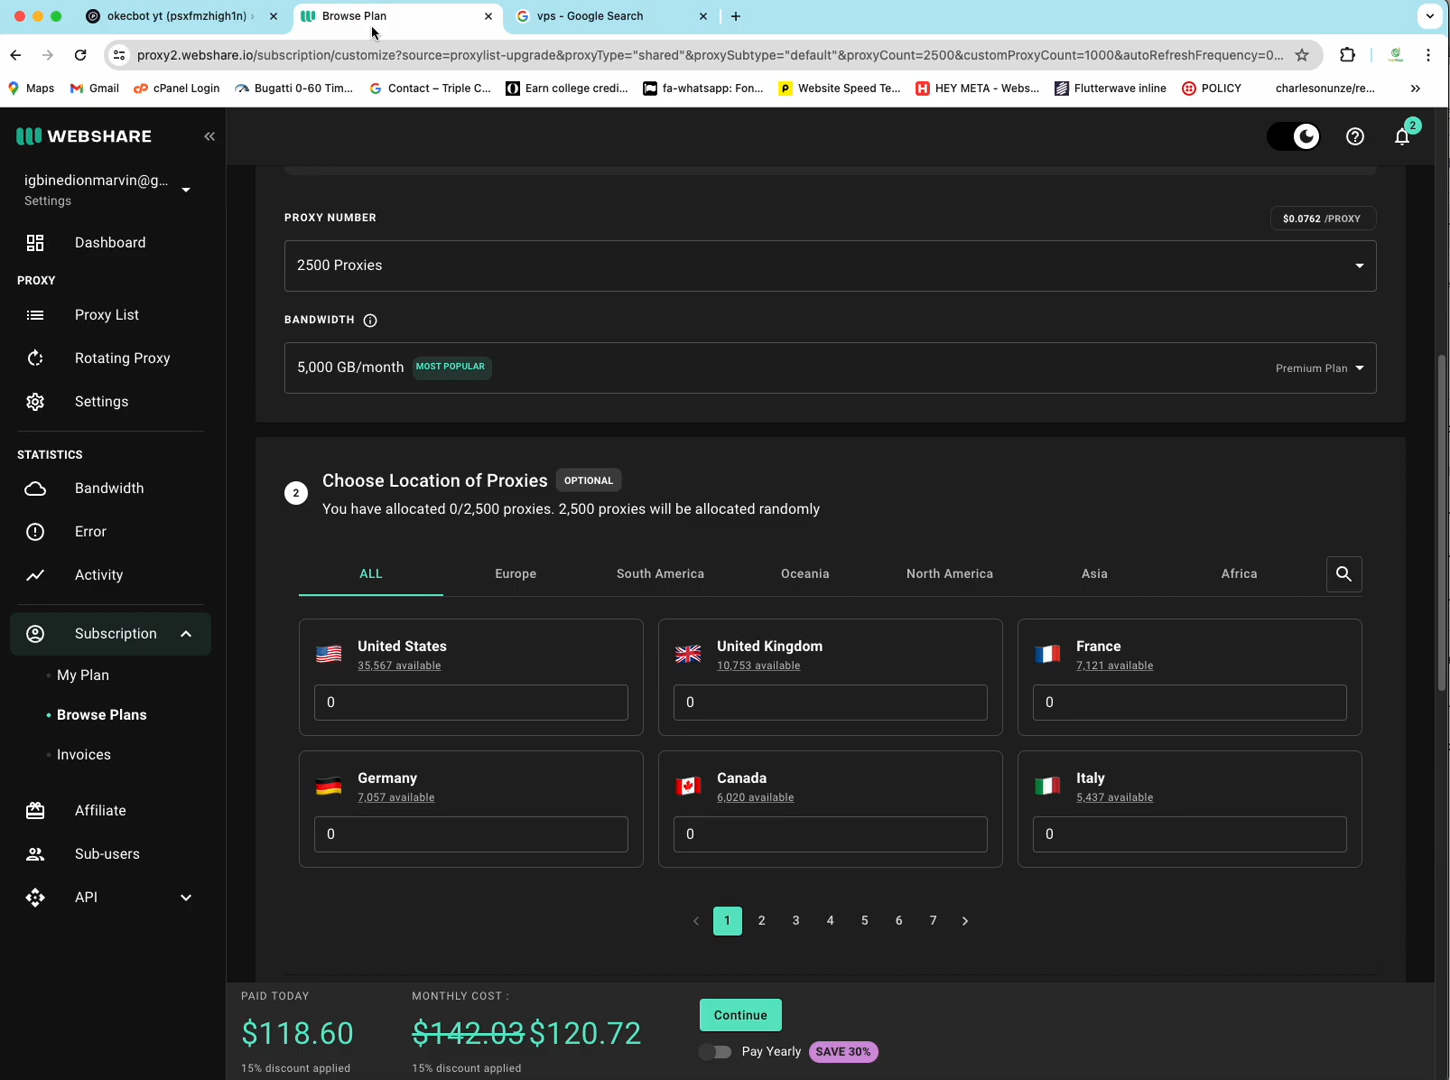 okecbot yt (psxfmzhigh1n)
Browse Plan
vps - Google Search
proxy2.webshare.io/subscription/customize?source=proxylist-upgrade&proxyType="shared"&proxySubtype="default"&proxyCount=2500&customProxyCount=1000&autoRefreshFrequency=0...
Maps
Gmail
cPanel Login
Bugatti 0-60 Tim...
Contact – Triple C...
Earn college credi...
fa-whatsapp: Fon...
Website Speed Te...
HEY META - Webs...
Flutterwave inline
POLICY
charlesonunze/re...
»
WEBSHARE
«
2
igbinedionmarvin@g...
Settings
Dashboard
PROXY
Proxy List
Rotating Proxy
Settings
STATISTICS
Bandwidth
Error
Activity
Subscription
My Plan
Browse Plans
Invoices
Affiliate
Sub-users
API
PROXY NUMBER
$0.0762 /PROXY
2500 Proxies
BANDWIDTH
5,000 GB/month MOST POPULAR
Premium Plan
2
Choose Location of Proxies OPTIONAL
You have allocated 0/2,500 proxies. 2,500 proxies will be allocated randomly
ALL Europe South America Oceania North America Asia Africa
United States
35,567 available
0
United Kingdom
10,753 available
0
France
7,121 available
0
Germany
7,057 available
0
Canada
6,020 available
0
Italy
5,437 available
0
1 2 3 4 5 6 7
PAID TODAY
$118.60
15% discount applied
MONTHLY COST :
$142.03 $120.72
15% discount applied
Continue
Pay Yearly SAVE 30%